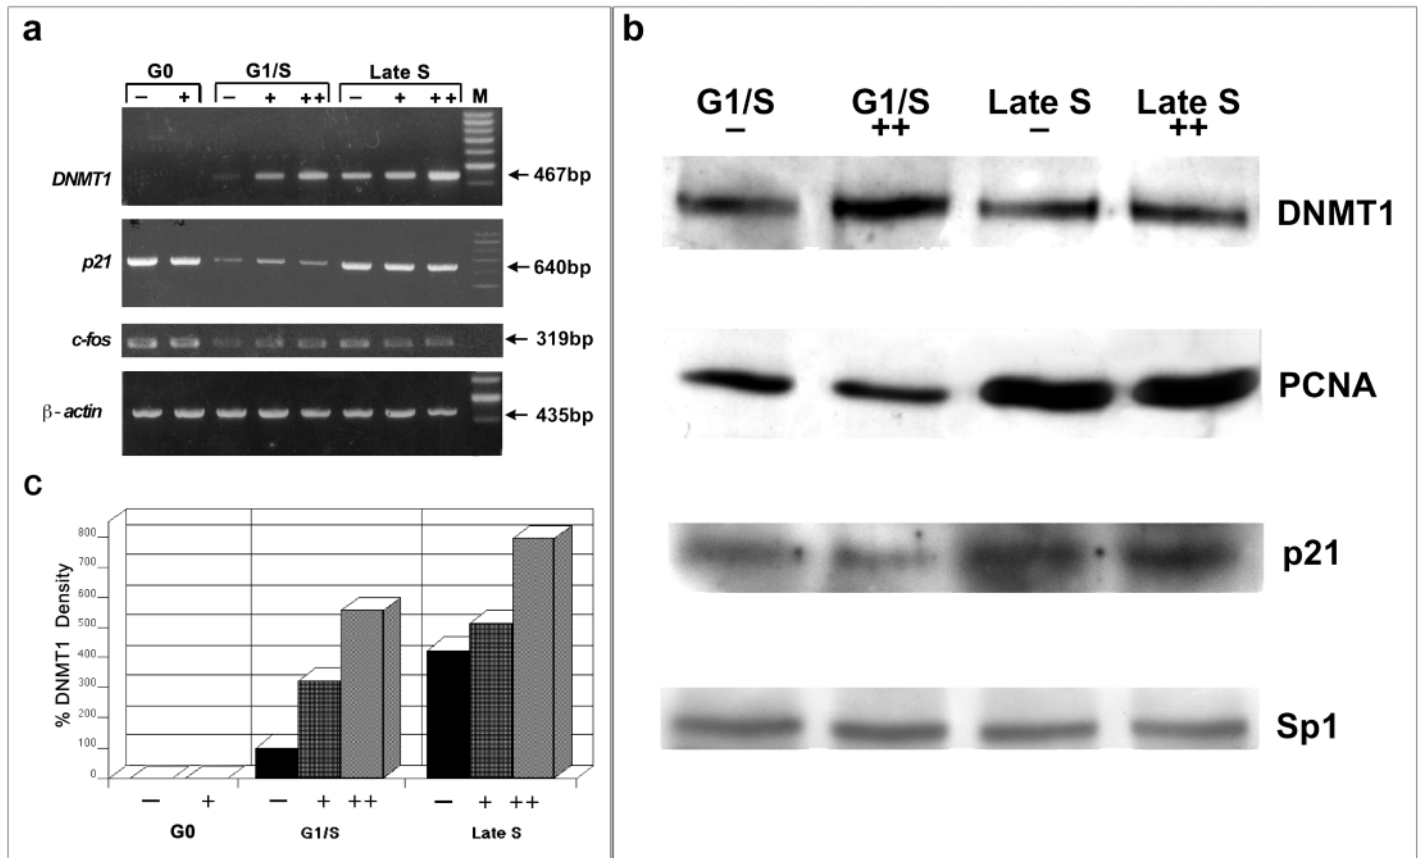 a
G0 G1/S Late S
– + – + ++ – + ++ M
DNMT1 467bp
p21 640bp
c-fos 319bp
β-actin 435bp
b
G1/S G1/S Late S Late S
– ++ – ++
DNMT1
PCNA
p21
Sp1
C
% DNMT1 Density
800
700
600
500
400
300
200
100
0
– + – + ++ – + ++
G0 G1/S Late S